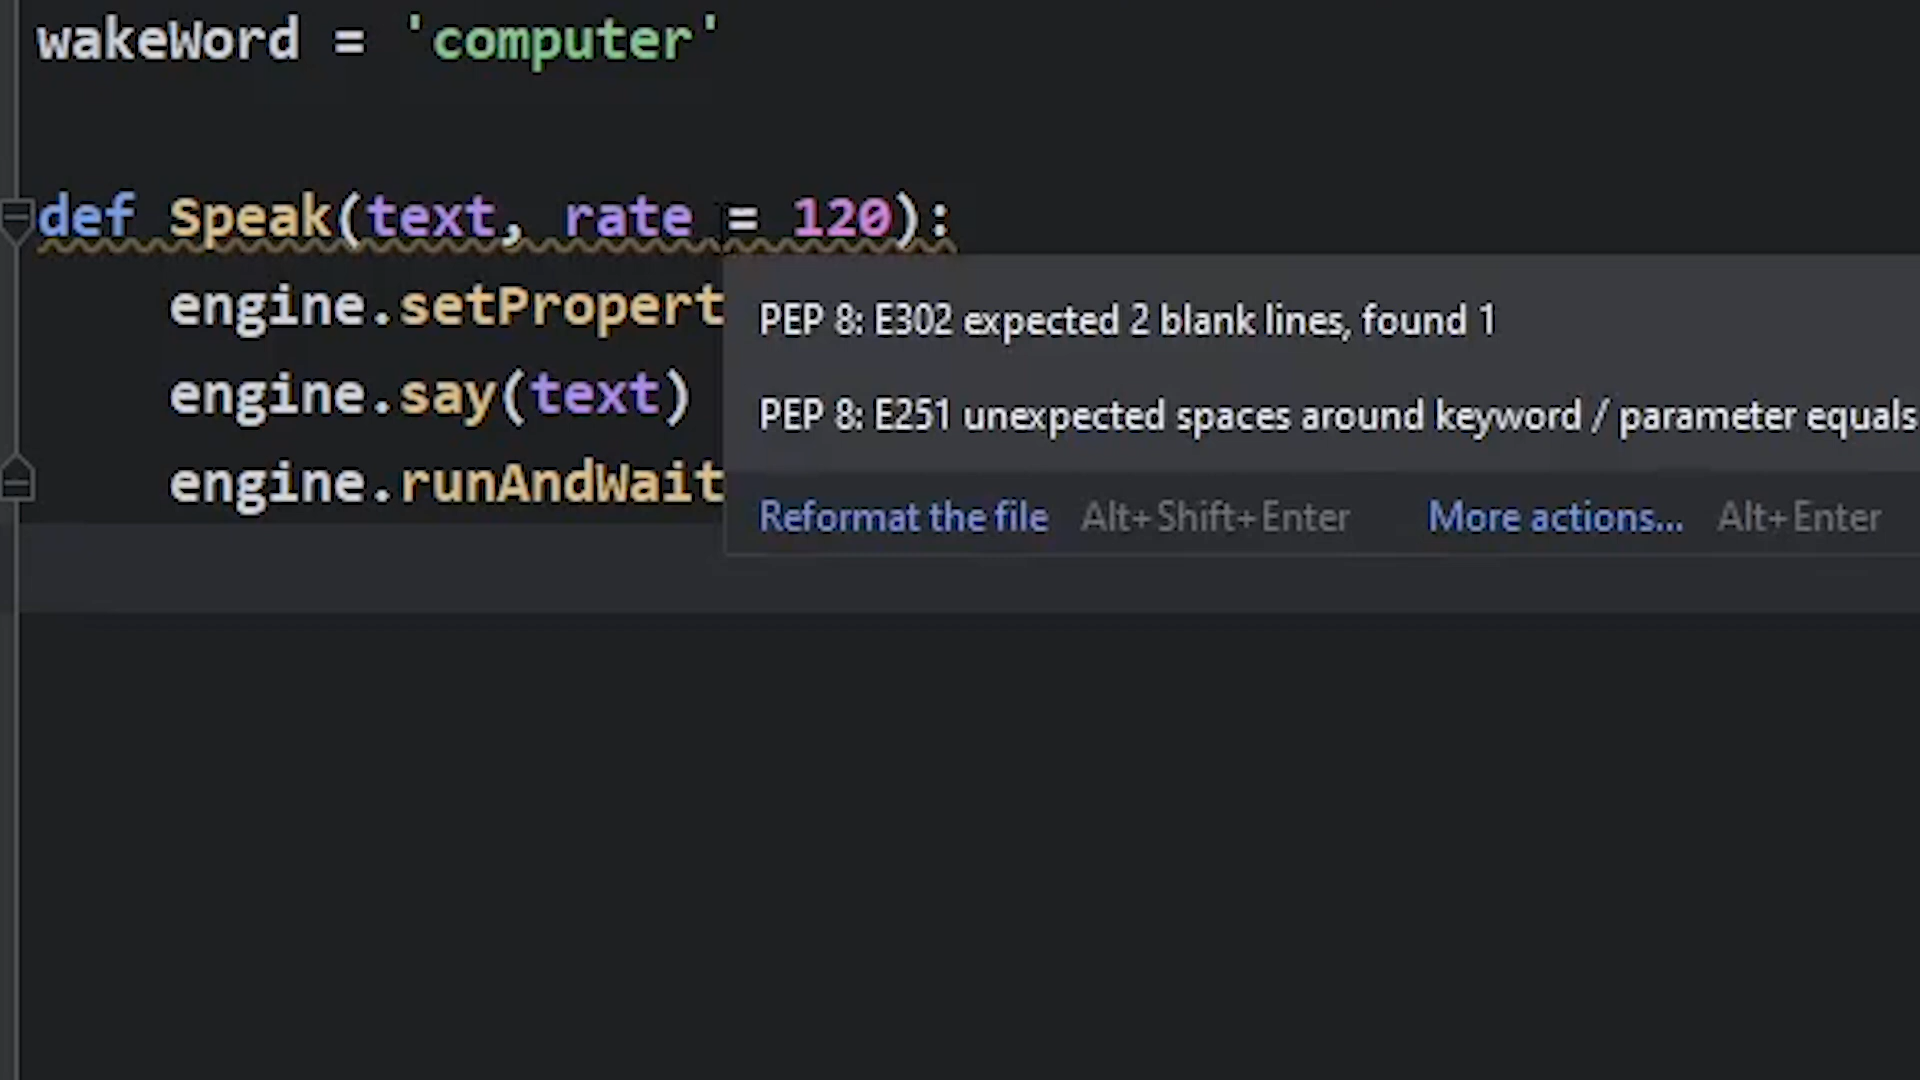 wakeWord = 'computer'
def Speak(text, rate = 120):
engine.setPropert
PEP 8: E302 expected 2 blank lines, found 1
engine.say(text)
PEP 8: E251 unexpected spaces around keyword / parameter equals
engine.runAndWait
Reformat the file Alt+Shift+Enter More actions... Alt+Enter